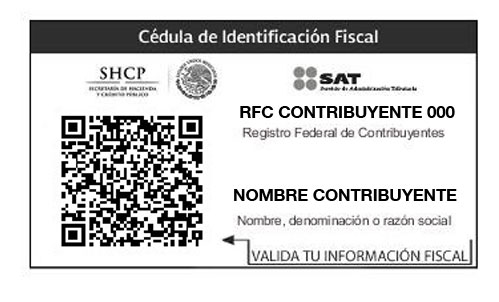 Cédula de Identificación Fiscal
SHCP
SECRETARÍA DE HACIENDA
Y CRÉDITO PÚBLICO
SAT
Servicio de Administración Tributaria
RFC CONTRIBUYENTE 000
Registro Federal de Contribuyentes
NOMBRE CONTRIBUYENTE
Nombre, denominación o razón social
VALIDA TU INFORMACIÓN FISCAL